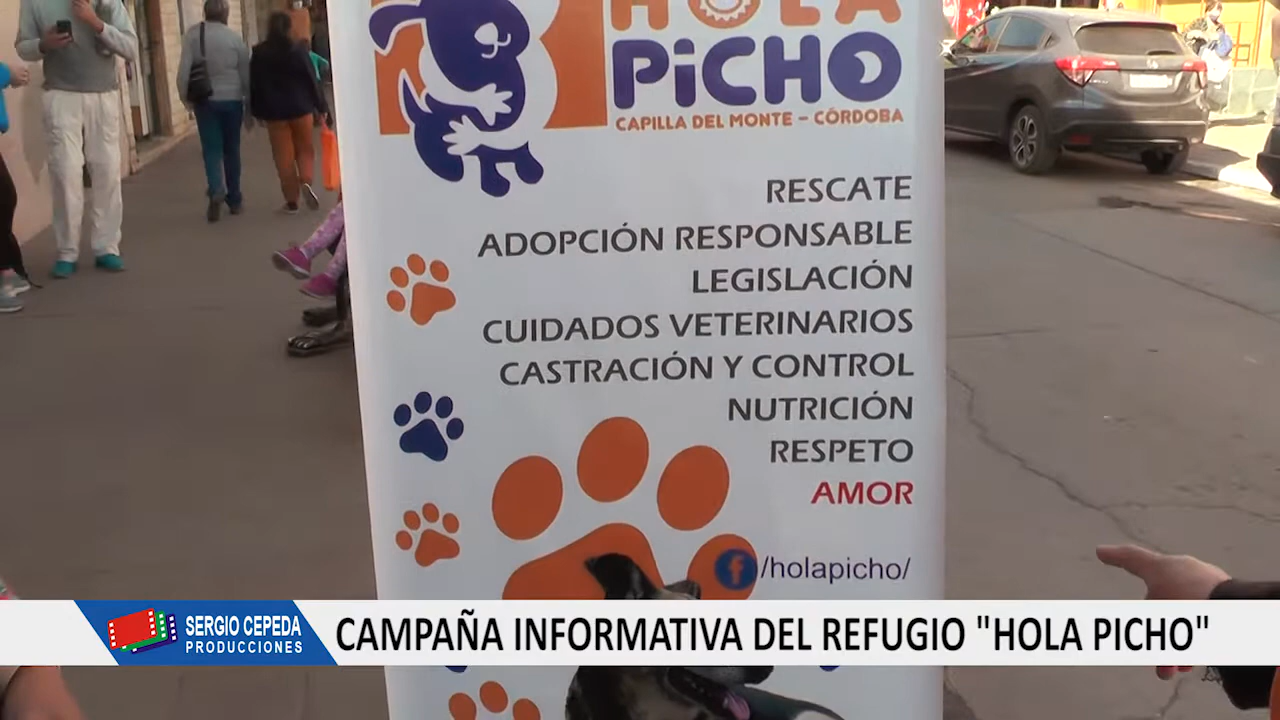 HOLA
PiCHO
CAPILLA DEL MONTE - CÓRDOBA
RESCATE
ADOPCIÓN RESPONSABLE
LEGISLACIÓN
CUIDADOS VETERINARIOS
CASTRACIÓN Y CONTROL
NUTRICIÓN
RESPETO
AMOR
f/holapicho/
SERGIO CEPEDA
PRODUCCIONES
CAMPAÑA INFORMATIVA DEL REFUGIO "HOLA PICHO"